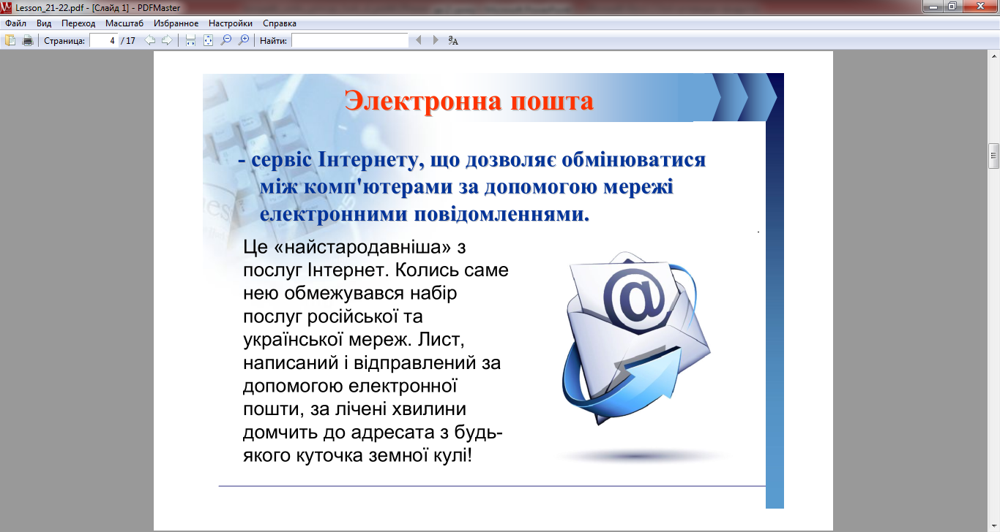 Lesson_21-22.pdf - [Слайд 1] - PDFMaster
Файл Вид Переход Масштаб Избранное Настройки Справка
Страница: 4 / 17 Найти:
Электронна пошта
- сервіс Інтернету, що дозволяє обмінюватися
між комп'ютерами за допомогою мережі
електронними повідомленнями.
Це «найстародавніша» з
послуг Інтернет. Колись саме
нею обмежувався набір
послуг російської та
української мереж. Лист,
написаний і відправлений за
допомогою електронної
пошти, за лічені хвилини
домчить до адресата з будь-
якого куточка земної кулі!
@